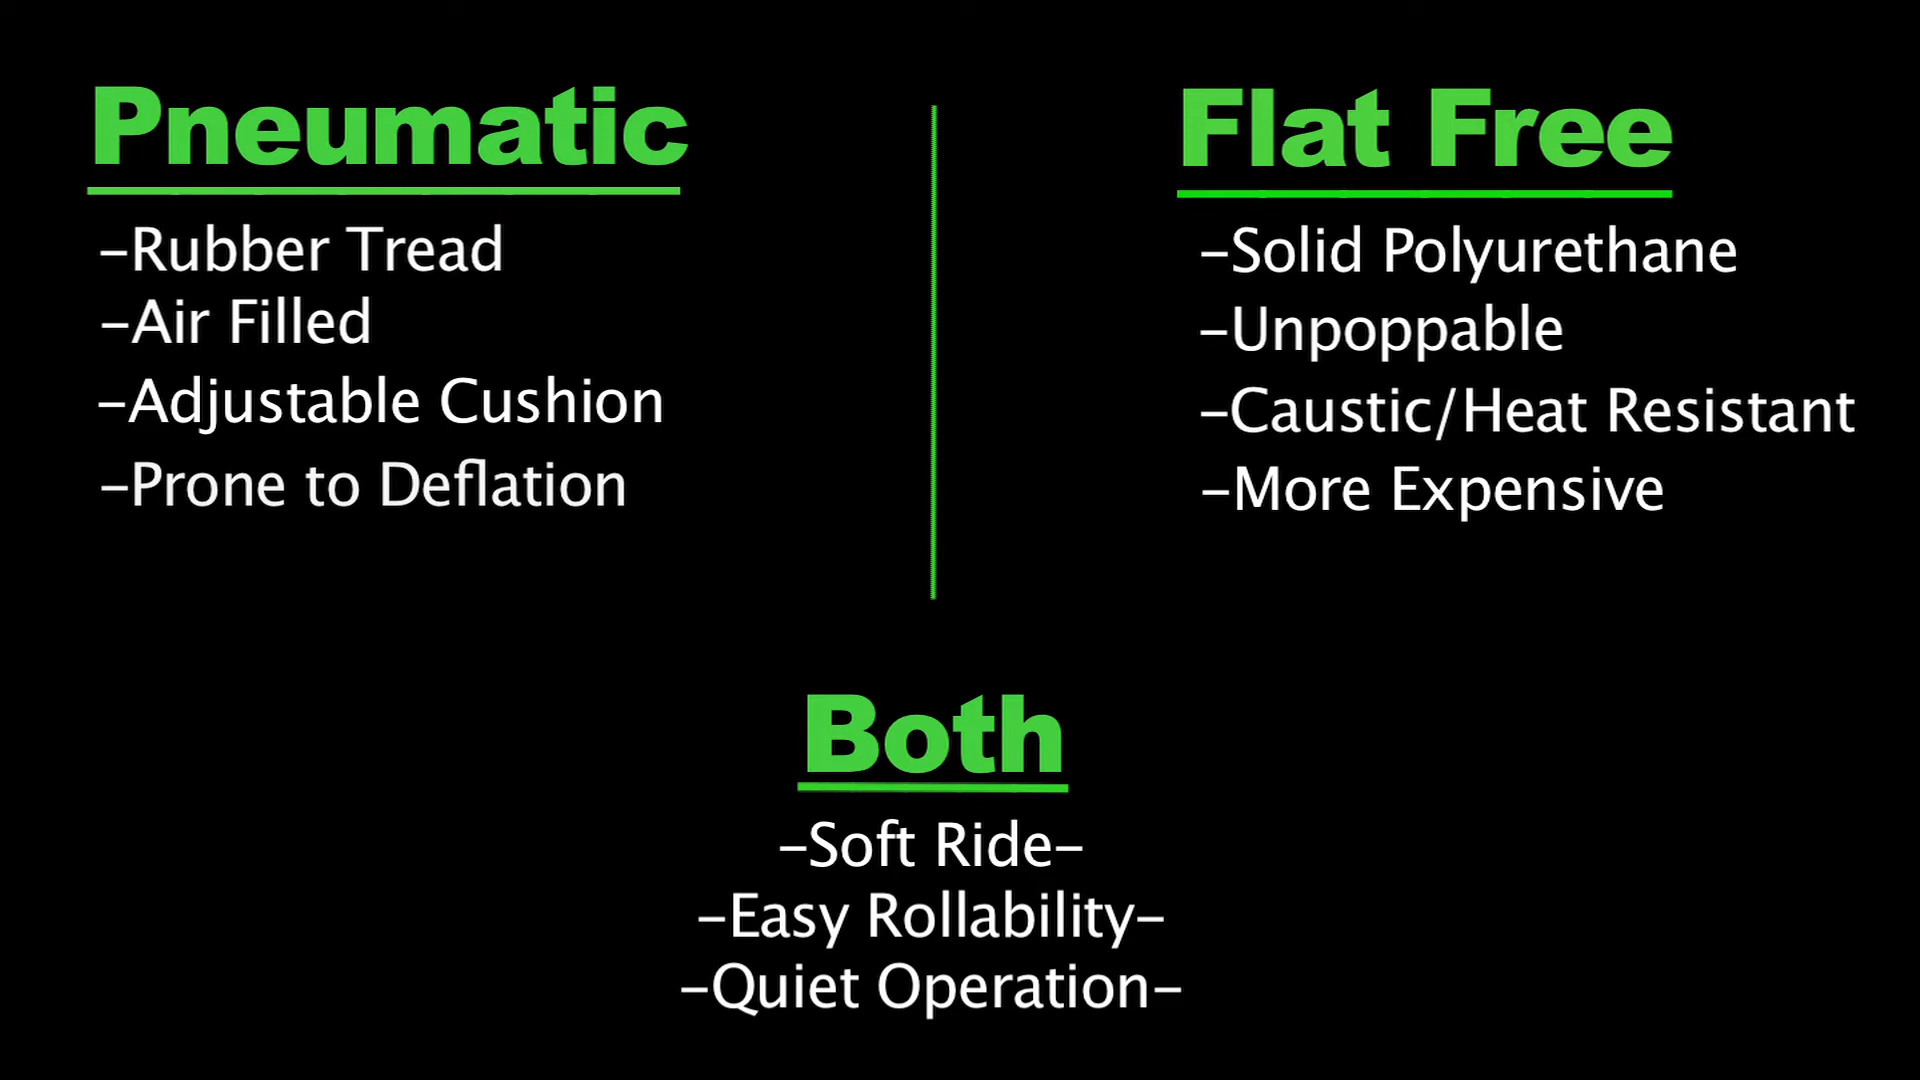 Pneumatic
-Rubber Tread
-Air Filled
-Adjustable Cushion
-Prone to Deflation
Flat Free
-Solid Polyurethane
-Unpoppable
-Caustic/Heat Resistant
-More Expensive
Both
-Soft Ride-
-Easy Rollability-
-Quiet Operation-